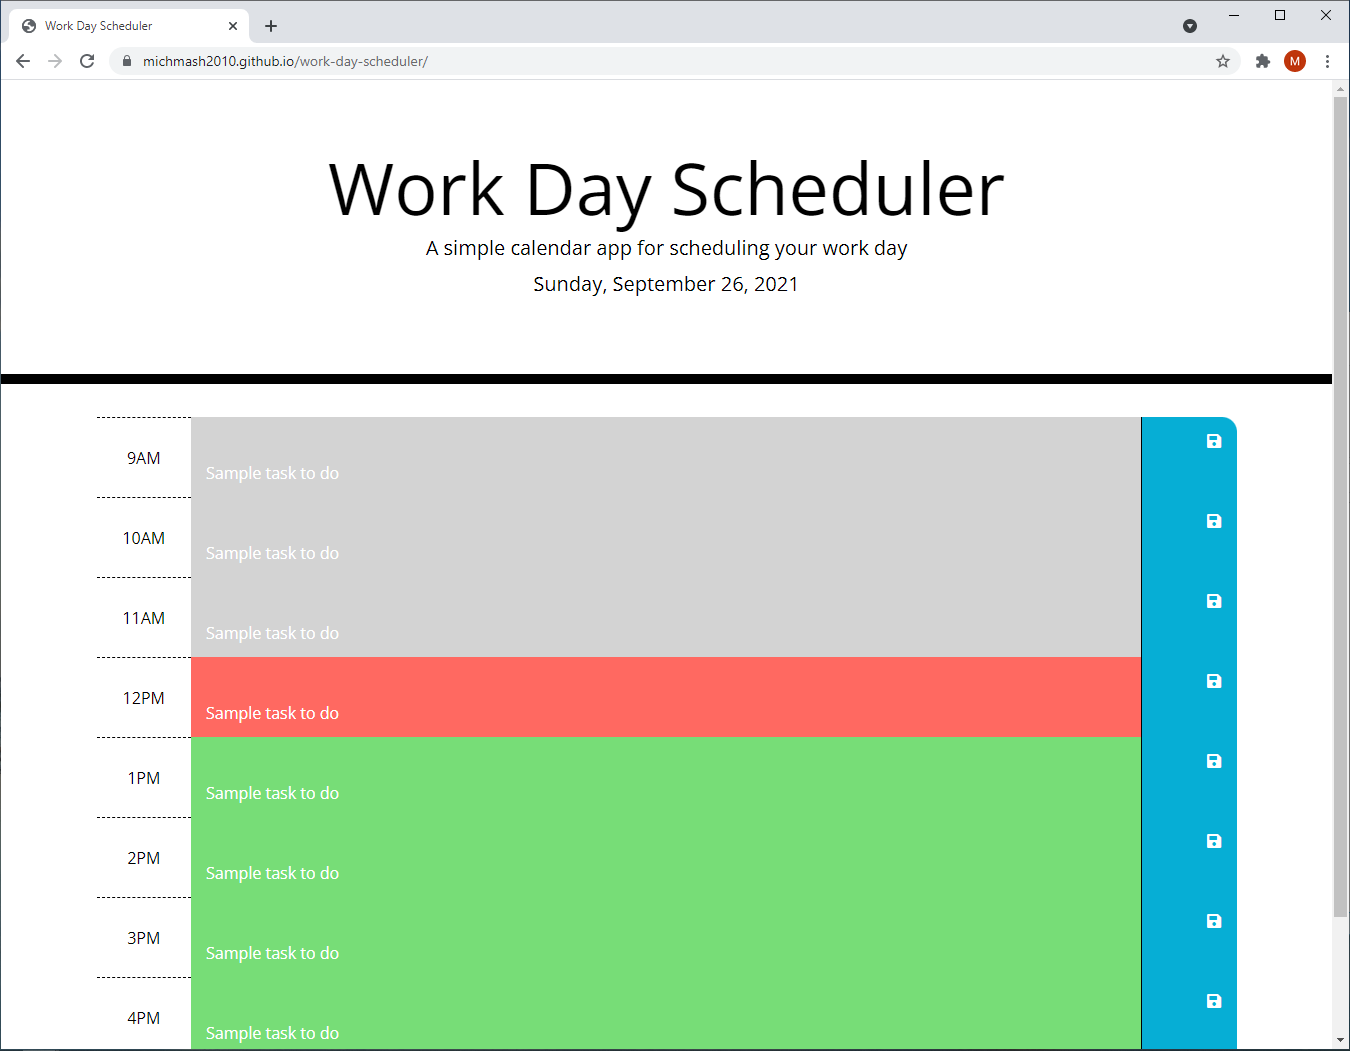 Work Day Scheduler
michmash2010.github.io/work-day-scheduler/
M
Work Day Scheduler
A simple calendar app for scheduling your work day
Sunday, September 26, 2021
9AM
Sample task to do
10AM
Sample task to do
11AM
Sample task to do
12PM
Sample task to do
1PM
Sample task to do
2PM
Sample task to do
3PM
Sample task to do
4PM
Sample task to do